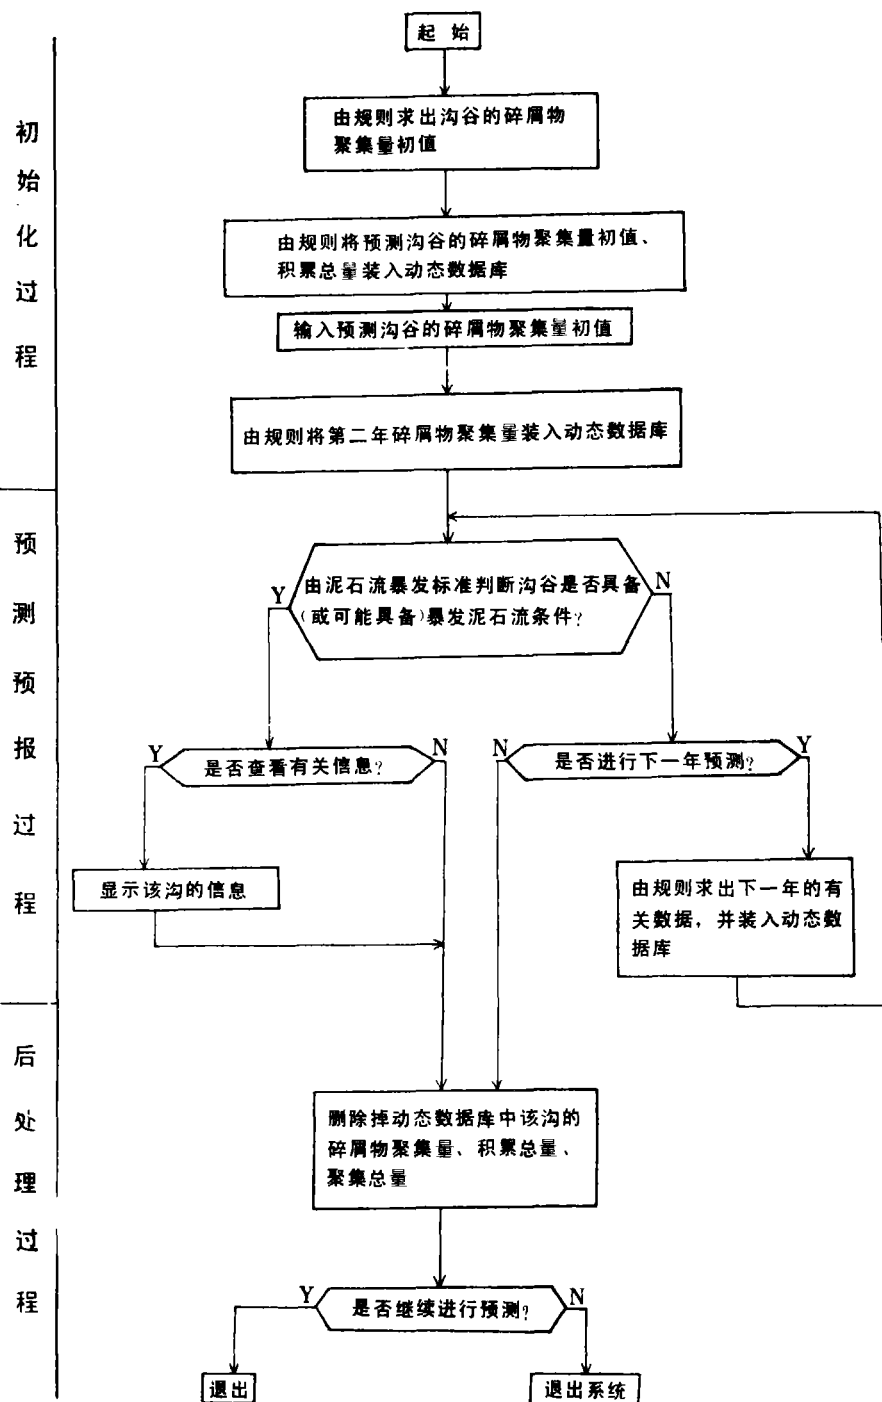 起始
由规则求出沟谷的碎屑物
聚集量初值
由规则将预测沟谷的碎屑物聚集量初值、
积累总量装入动态数据库
输入预测沟谷的碎屑物聚集量初值
由规则将第二年碎屑物聚集量装入动态数据库
初始化过程
Y
由泥石流暴发标准判断沟谷是否具备
(或可能具备)暴发泥石流条件?
N
Y
是否查看有关信息?
N
N
是否进行下一年预测?
Y
显示该沟的信息
由规则求出下一年的有
关数据，并装入动态数
据库
预测预报过程
删除掉动态数据库中该沟的
碎屑物聚集量、积累总量、
聚集总量
Y
是否继续进行预测?
N
退出
退出系统
后处理过程